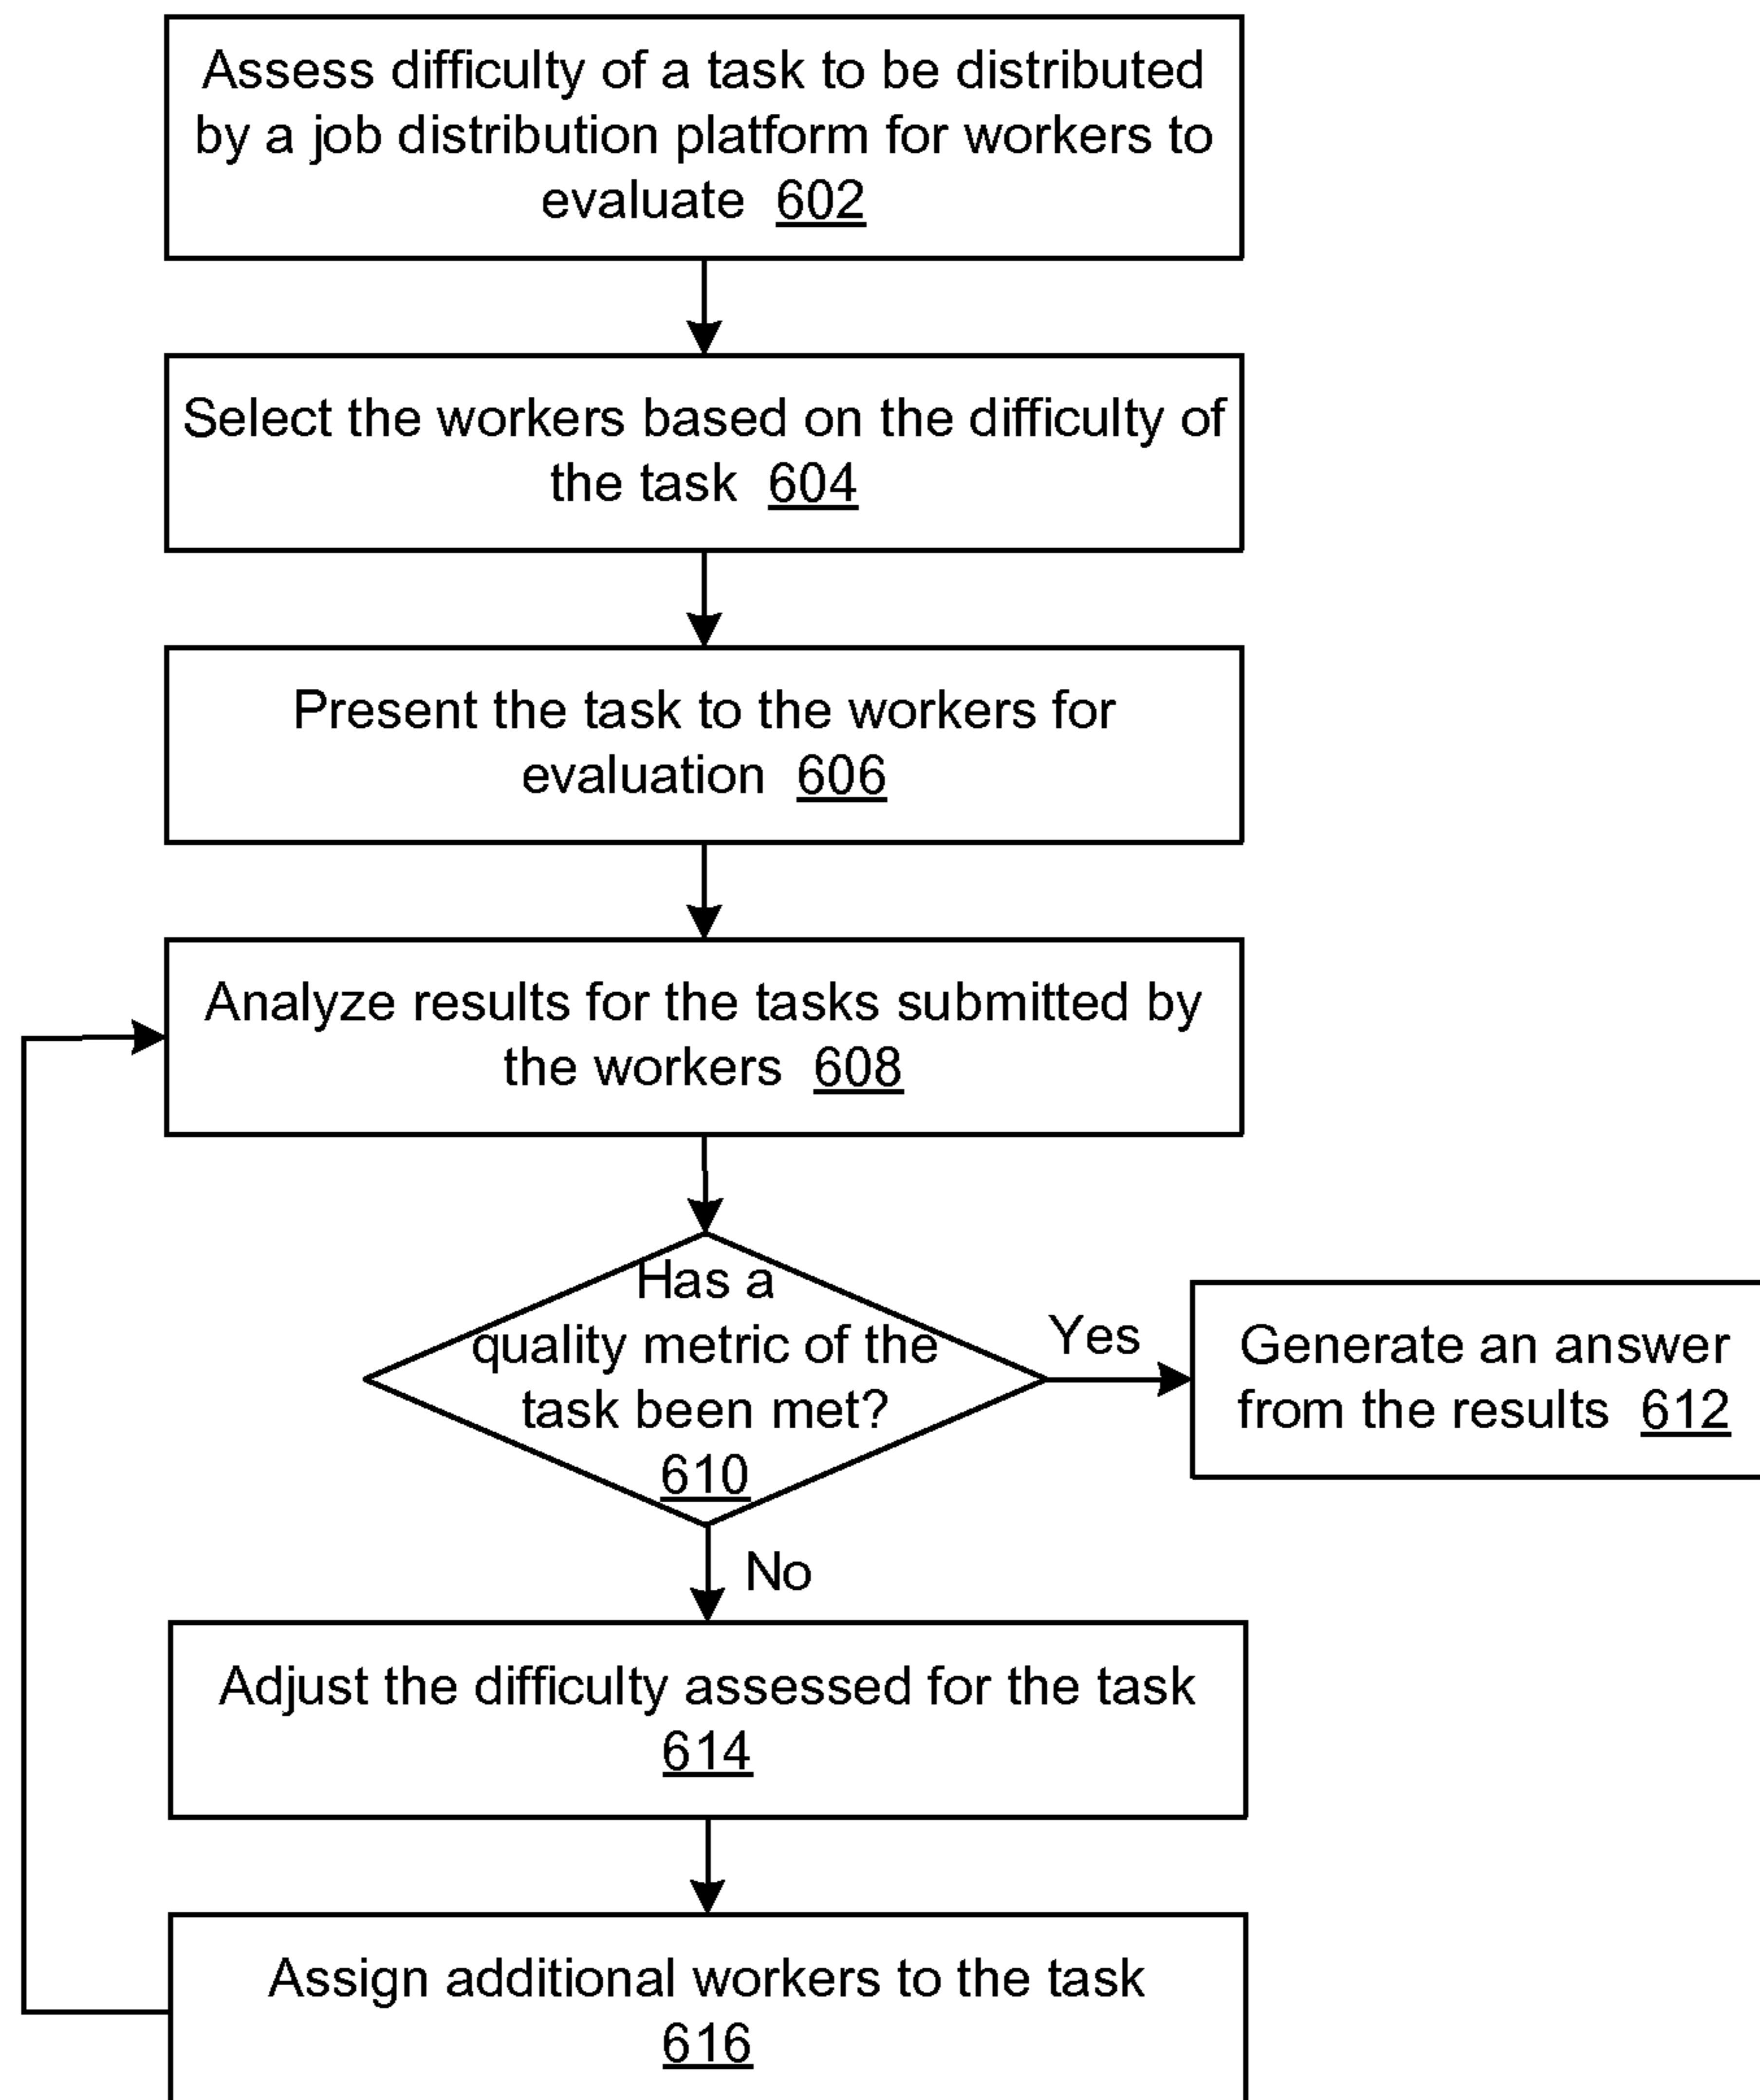 Assess difficulty of a task to be distributed
by a job distribution platform for workers to
evaluate 602
Select the workers based on the difficulty of
the task 604
Present the task to the workers for
evaluation 606
Analyze results for the tasks submitted by
the workers 608
Has a
quality metric of the
task been met?
610
Yes
Generate an answer
from the results 612
No
Adjust the difficulty assessed for the task
614
Assign additional workers to the task
616